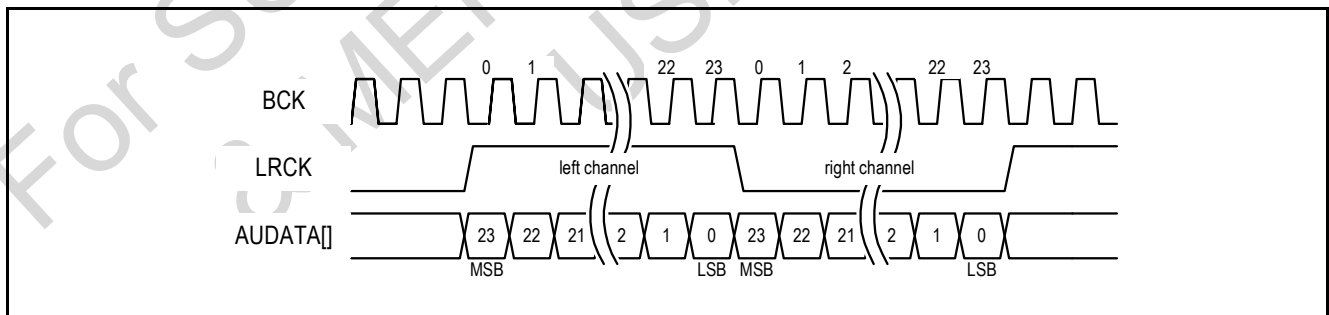 0 1 22 23 0 1 2 22 23
BCK
LRCK left channel right channel
AUDATA[] 23 22 21 2 1 0 23 22 21 2 1 0
MSB LSB MSB LSB